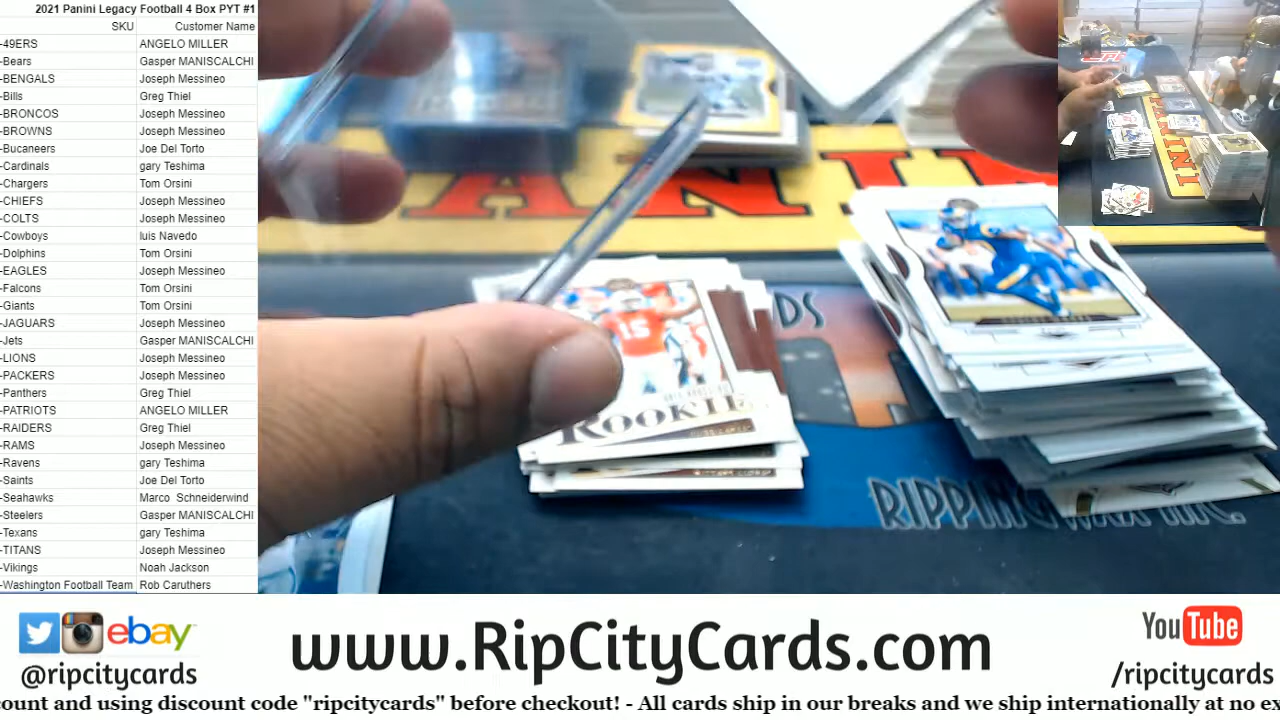 2021 Panini Legacy Football 4 Box PYT #1
SKU Customer Name
-49ERS ANGELO MILLER
-Bears Gasper MANISCALCHI
-BENGALS Joseph Messineo
-Bills Greg Thiel
-BRONCOS Joseph Messineo
-BROWNS Joseph Messineo
-Bucaneers Joe Del Torto
-Cardinals gary Teshima
-Chargers Tom Orsini
-CHIEFS Joseph Messineo
-COLTS Joseph Messineo
-Cowboys luis Navedo
-Dolphins Tom Orsini
-EAGLES Joseph Messineo
-Falcons Tom Orsini
-Giants Tom Orsini
-JAGUARS Joseph Messineo
-Jets Gasper MANISCALCHI
-LIONS Joseph Messineo
-PACKERS Joseph Messineo
-Panthers Greg Thiel
-PATRIOTS ANGELO MILLER
-RAIDERS Greg Thiel
-RAMS Joseph Messineo
-Ravens gary Teshima
-Saints Joe Del Torto
-Seahawks Marco Schneiderwind
-Steelers Gasper MANISCALCHI
-Texans gary Teshima
-TITANS Joseph Messineo
-Vikings Noah Jackson
-Washington Football Team Rob Caruthers
PANINI
ANI
DS
15
ROOKIE
RIPPING WAX INC.
ebay
@ripcitycards
www.RipCityCards.com
YouTube
/ripcitycards
count and using discount code "ripcitycards" before checkout! - All cards ship in our breaks and we ship internationally at no ex